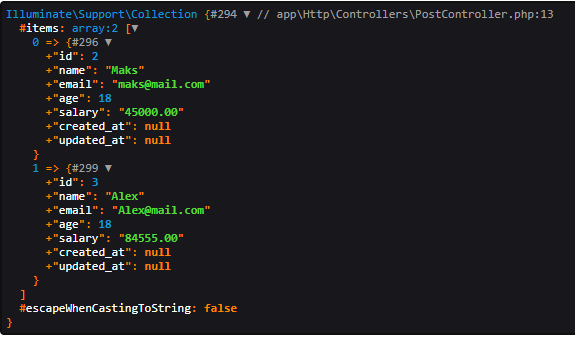 Illuminate\Support\Collection {#294 ▼ // app\Http\Controllers\PostController.php:13
  #items: array:2 [▼
    0 => {#296 ▼
      +"id": 2
      +"name": "Maks"
      +"email": "maks@mail.com"
      +"age": 18
      +"salary": "45000.00"
      +"created_at": null
      +"updated_at": null
    }
    1 => {#299 ▼
      +"id": 3
      +"name": "Alex"
      +"email": "Alex@mail.com"
      +"age": 18
      +"salary": "84555.00"
      +"created_at": null
      +"updated_at": null
    }
  ]
  #escapeWhenCastingToString: false
}